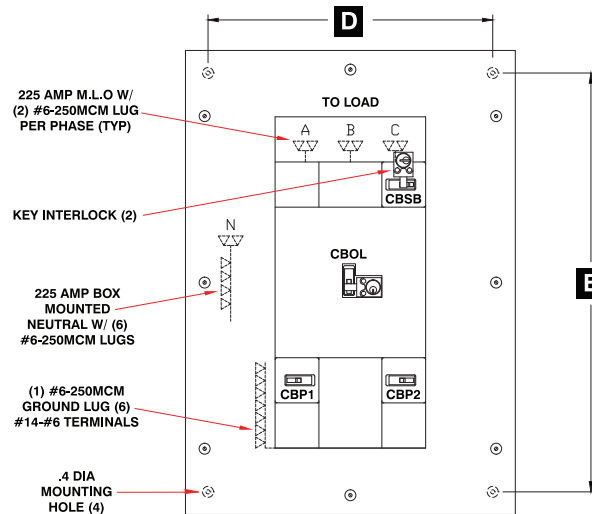 D
225 AMP M.L.O W/
(2) #6-250MCM LUG
PER PHASE (TYP)
TO LOAD
A B C
KEY INTERLOCK (2)
CBSB
N
CBOL
225 AMP BOX
MOUNTED
NEUTRAL W/ (6)
#6-250MCM LUGS
(1) #6-250MCM
GROUND LUG (6)
#14-#6 TERMINALS
CBP1 CBP2
.4 DIA
MOUNTING
HOLE (4)